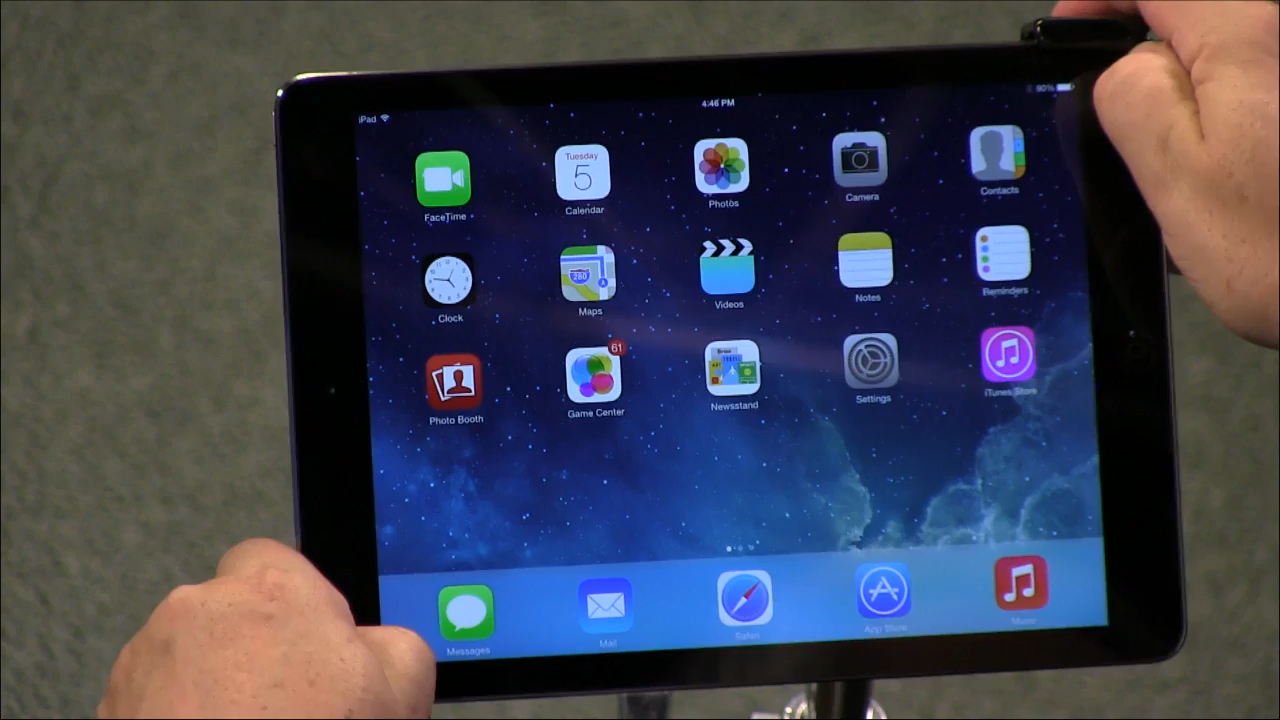 iPad
4:46 PM
90%
Tuesday
5
FaceTime
Calendar
Photos
Camera
Contacts
280
Clock
Maps
Videos
Notes
Reminders
61
Photo Booth
Game Center
Newsstand
Settings
iTunes Store
Messages
Mail
Safari
App Store
Music